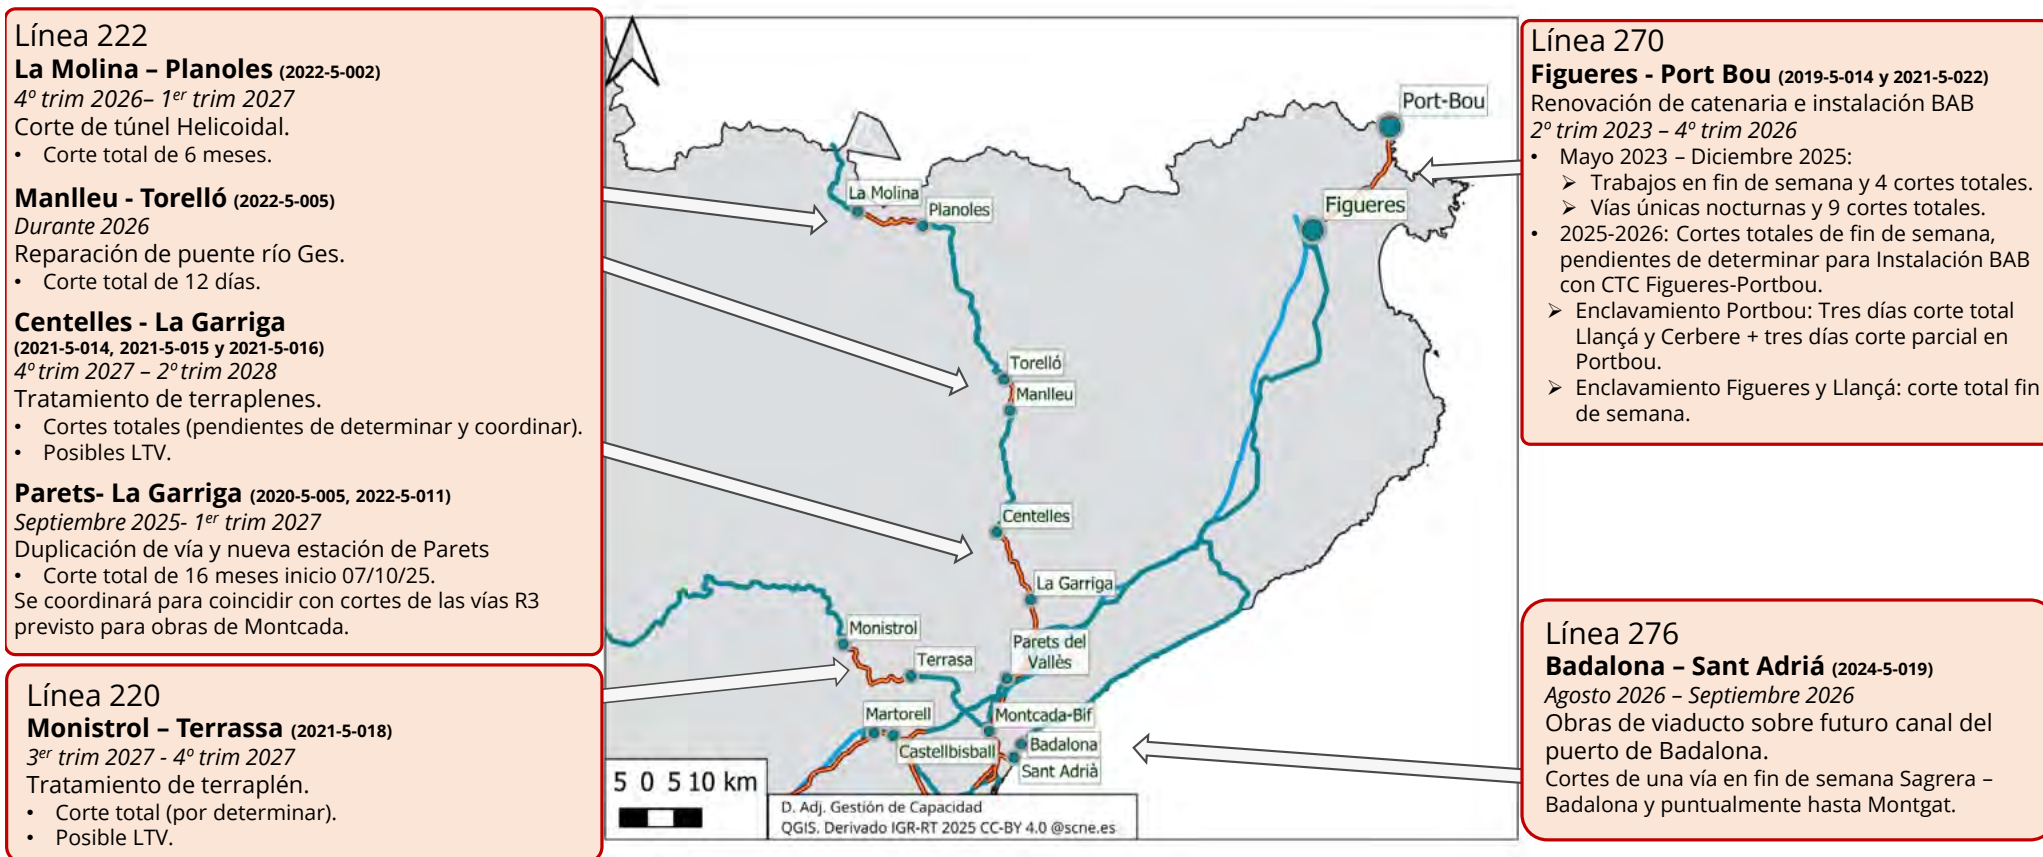 Línea 222
La Molina – Planoles (2022-5-002)
4º trim 2026– 1er trim 2027
Corte de túnel Helicoidal.
• Corte total de 6 meses.
Manlleu - Torelló (2022-5-005)
Durante 2026
Reparación de puente río Ges.
• Corte total de 12 días.
Centelles - La Garriga
(2021-5-014, 2021-5-015 y 2021-5-016)
4º trim 2027 – 2º trim 2028
Tratamiento de terraplenes.
• Cortes totales (pendientes de determinar y coordinar).
• Posibles LTV.
Parets- La Garriga (2020-5-005, 2022-5-011)
Septiembre 2025- 1er trim 2027
Duplicación de vía y nueva estación de Parets
• Corte total de 16 meses inicio 07/10/25.
Se coordinará para coincidir con cortes de las vías R3
previsto para obras de Montcada.
Línea 220
Monistrol – Terrassa (2021-5-018)
3er trim 2027 - 4º trim 2027
Tratamiento de terraplén.
• Corte total (por determinar).
• Posible LTV.
Port-Bou
Figueres
La Molina
Planoles
Torelló
Manlleu
Centelles
La Garriga
Monistrol
Terrasa
Parets del
Vallès
Martorell
Montcada-Bif
Castellbisball
Badalona
Sant Adrià
5 0 5 10 km
D. Adj. Gestión de Capacidad
QGIS. Derivado IGR-RT 2025 CC-BY 4.0 @scne.es
Línea 270
Figueres - Port Bou (2019-5-014 y 2021-5-022)
Renovación de catenaria e instalación BAB
2º trim 2023 – 4º trim 2026
• Mayo 2023 – Diciembre 2025:
➢ Trabajos en fin de semana y 4 cortes totales.
➢ Vías únicas nocturnas y 9 cortes totales.
• 2025-2026: Cortes totales de fin de semana,
pendientes de determinar para Instalación BAB
con CTC Figueres-Portbou.
➢ Enclavamiento Portbou: Tres días corte total
Llançá y Cerbere + tres días corte parcial en
Portbou.
➢ Enclavamiento Figueres y Llançá: corte total fin
de semana.
Línea 276
Badalona – Sant Adriá (2024-5-019)
Agosto 2026 – Septiembre 2026
Obras de viaducto sobre futuro canal del
puerto de Badalona.
Cortes de una vía en fin de semana Sagrera –
Badalona y puntualmente hasta Montgat.